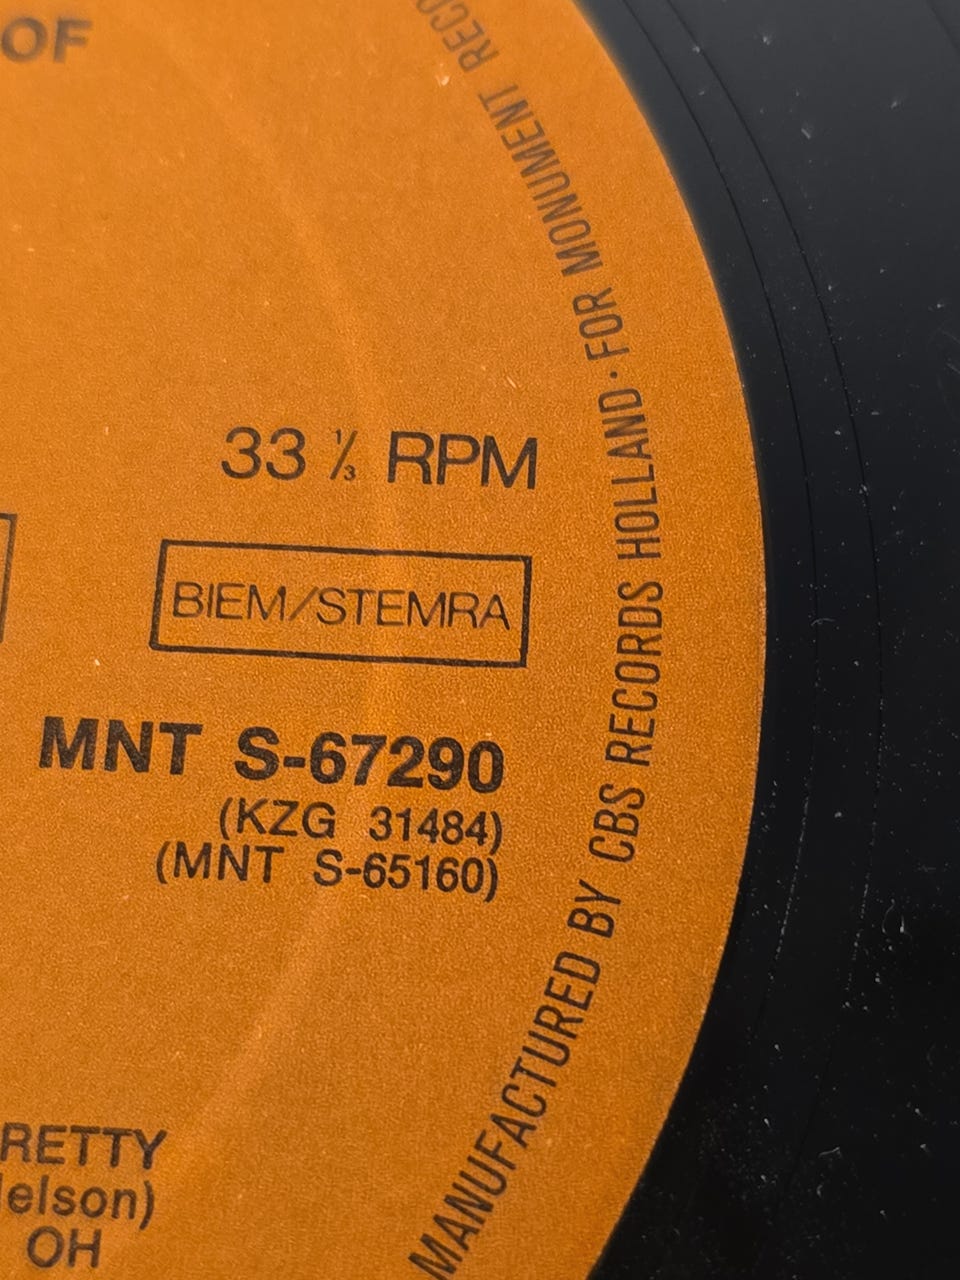 OF
33 ⅓ RPM
BIEM/STEMRA
MNT S-67290
(KZG 31484)
(MNT S-65160)
RETTY
elson)
OH
MANUFACTURED BY CBS RECORDS HOLLAND · FOR MONUMENT RECO